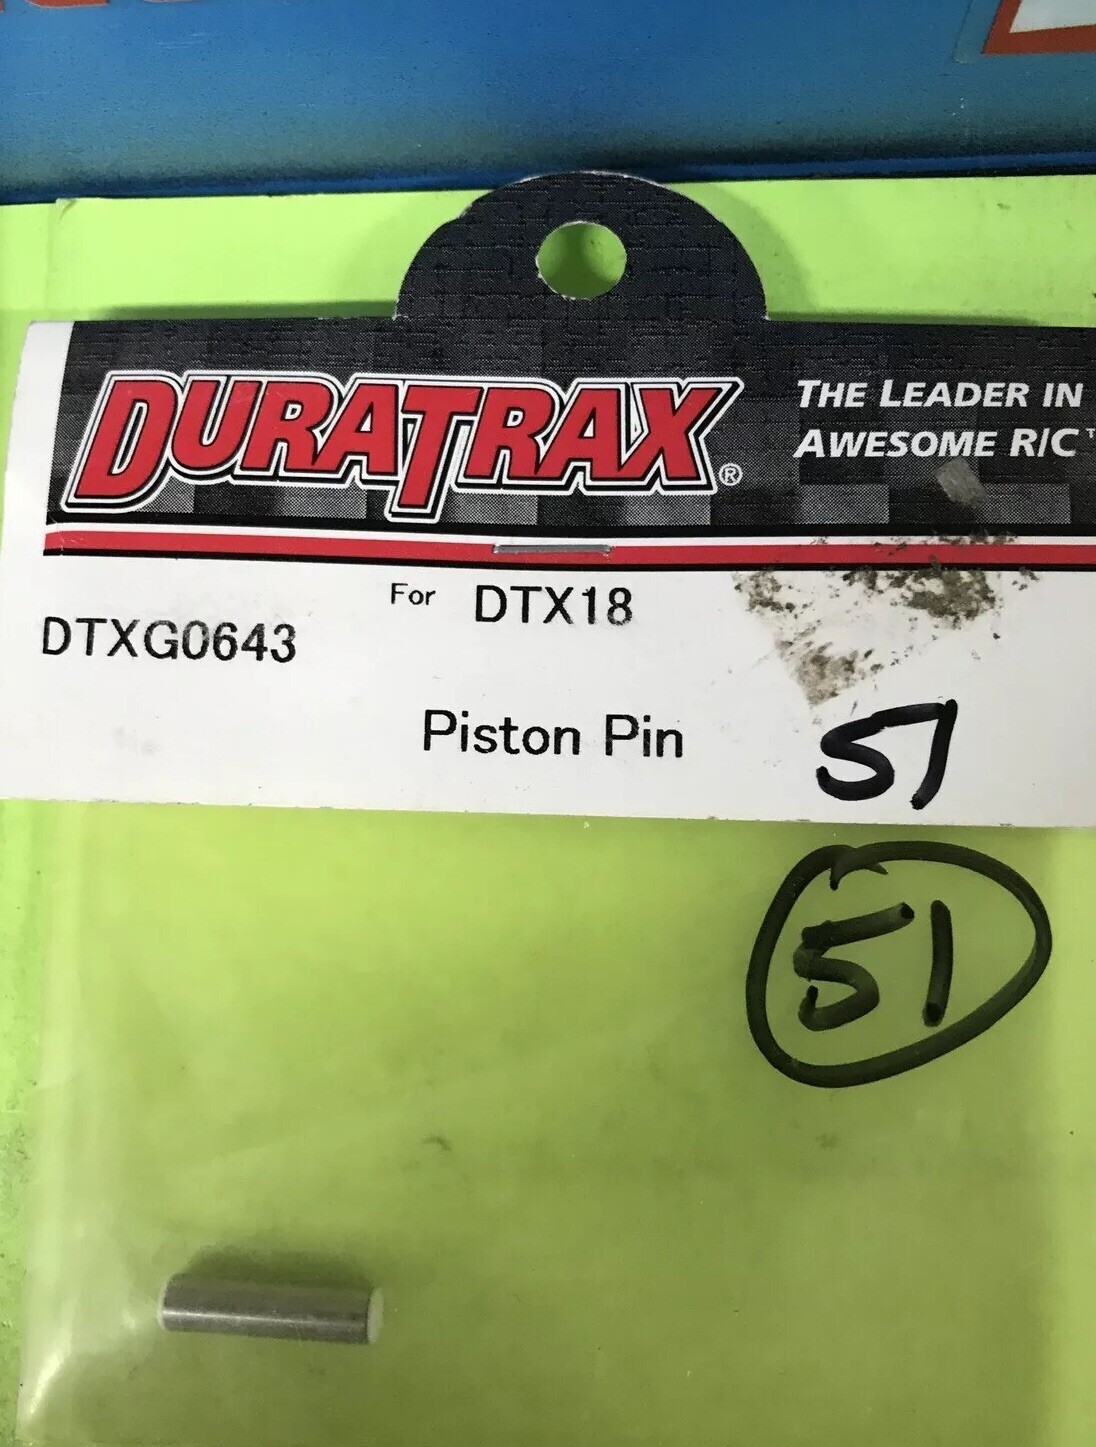 DURATRAX®
THE LEADER IN
AWESOME R/C™
For DTX18
DTXG0643
Piston Pin
51
51